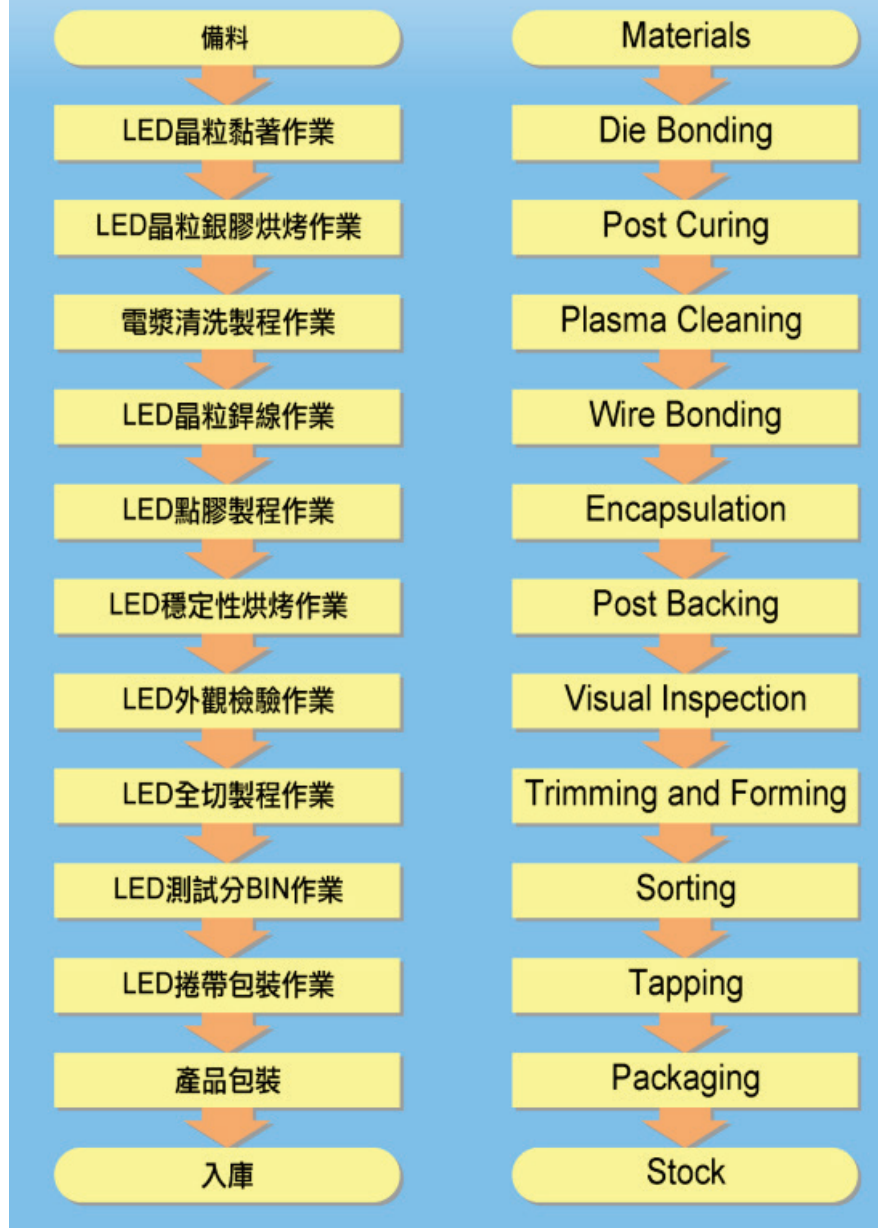 備料
LED晶粒黏著作業
LED晶粒銀膠烘烤作業
電漿清洗製程作業
LED晶粒銲線作業
LED點膠製程作業
LED穩定性烘烤作業
LED外觀檢驗作業
LED全切製程作業
LED測試分BIN作業
LED捲帶包裝作業
產品包裝
入庫
Materials
Die Bonding
Post Curing
Plasma Cleaning
Wire Bonding
Encapsulation
Post Backing
Visual Inspection
Trimming and Forming
Sorting
Tapping
Packaging
Stock